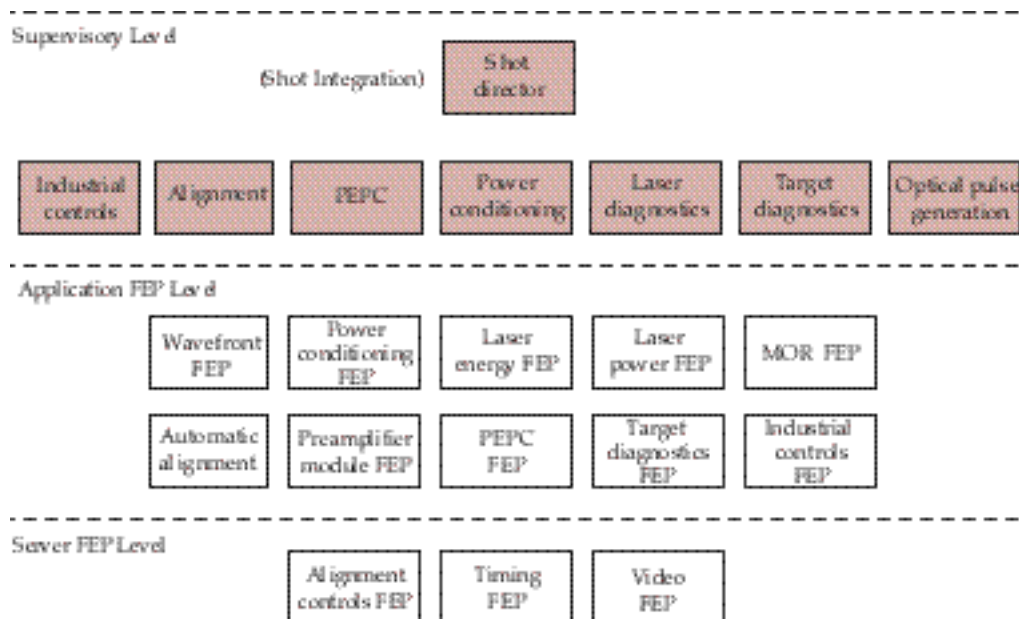 Supervisory Level
(Shot Integration)
Shot
director
Industrial
controls
Alignment
PEPC
Power
conditioning
Laser
diagnostics
Target
diagnostics
Optical pulse
generation
Application FEP Level
Wavefront
FEP
Power
conditioning
FEP
Laser
energy FEP
Laser
power FEP
MOR FEP
Automatic
alignment
Preamplifier
module FEP
PEPC
FEP
Target
diagnostics
FEP
Industrial
controls
FEP
Server FEP Level
Alignment
controls FEP
Timing
FEP
Video
FEP